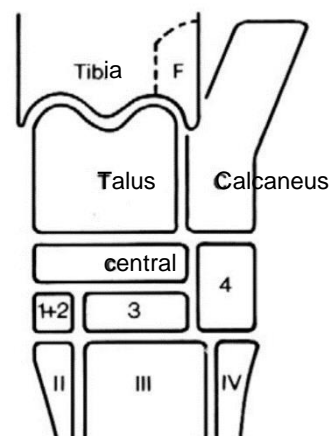 Tibia F
Talus Calcaneus
central
4
1+2 3
II III IV